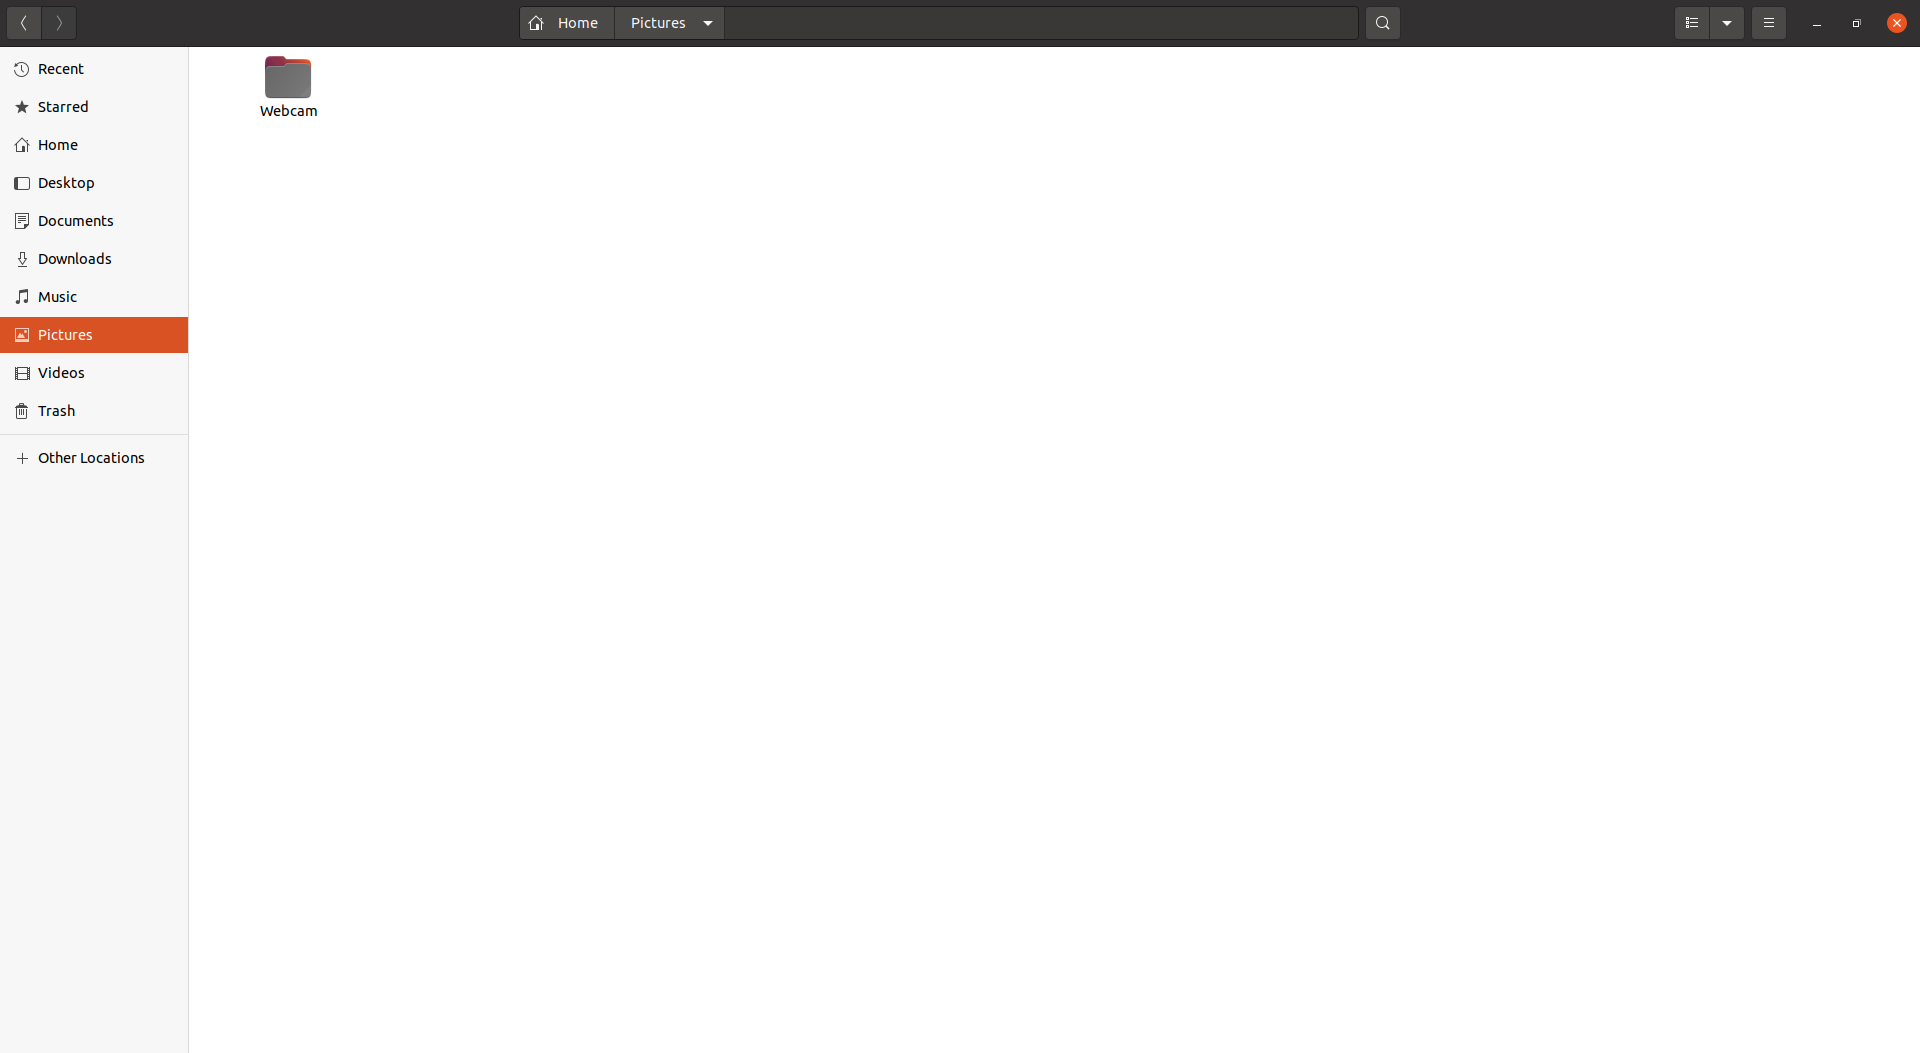 Home Pictures
Recent
Starred
Home
Desktop
Documents
Downloads
Music
Pictures
Videos
Trash
Other Locations
Webcam